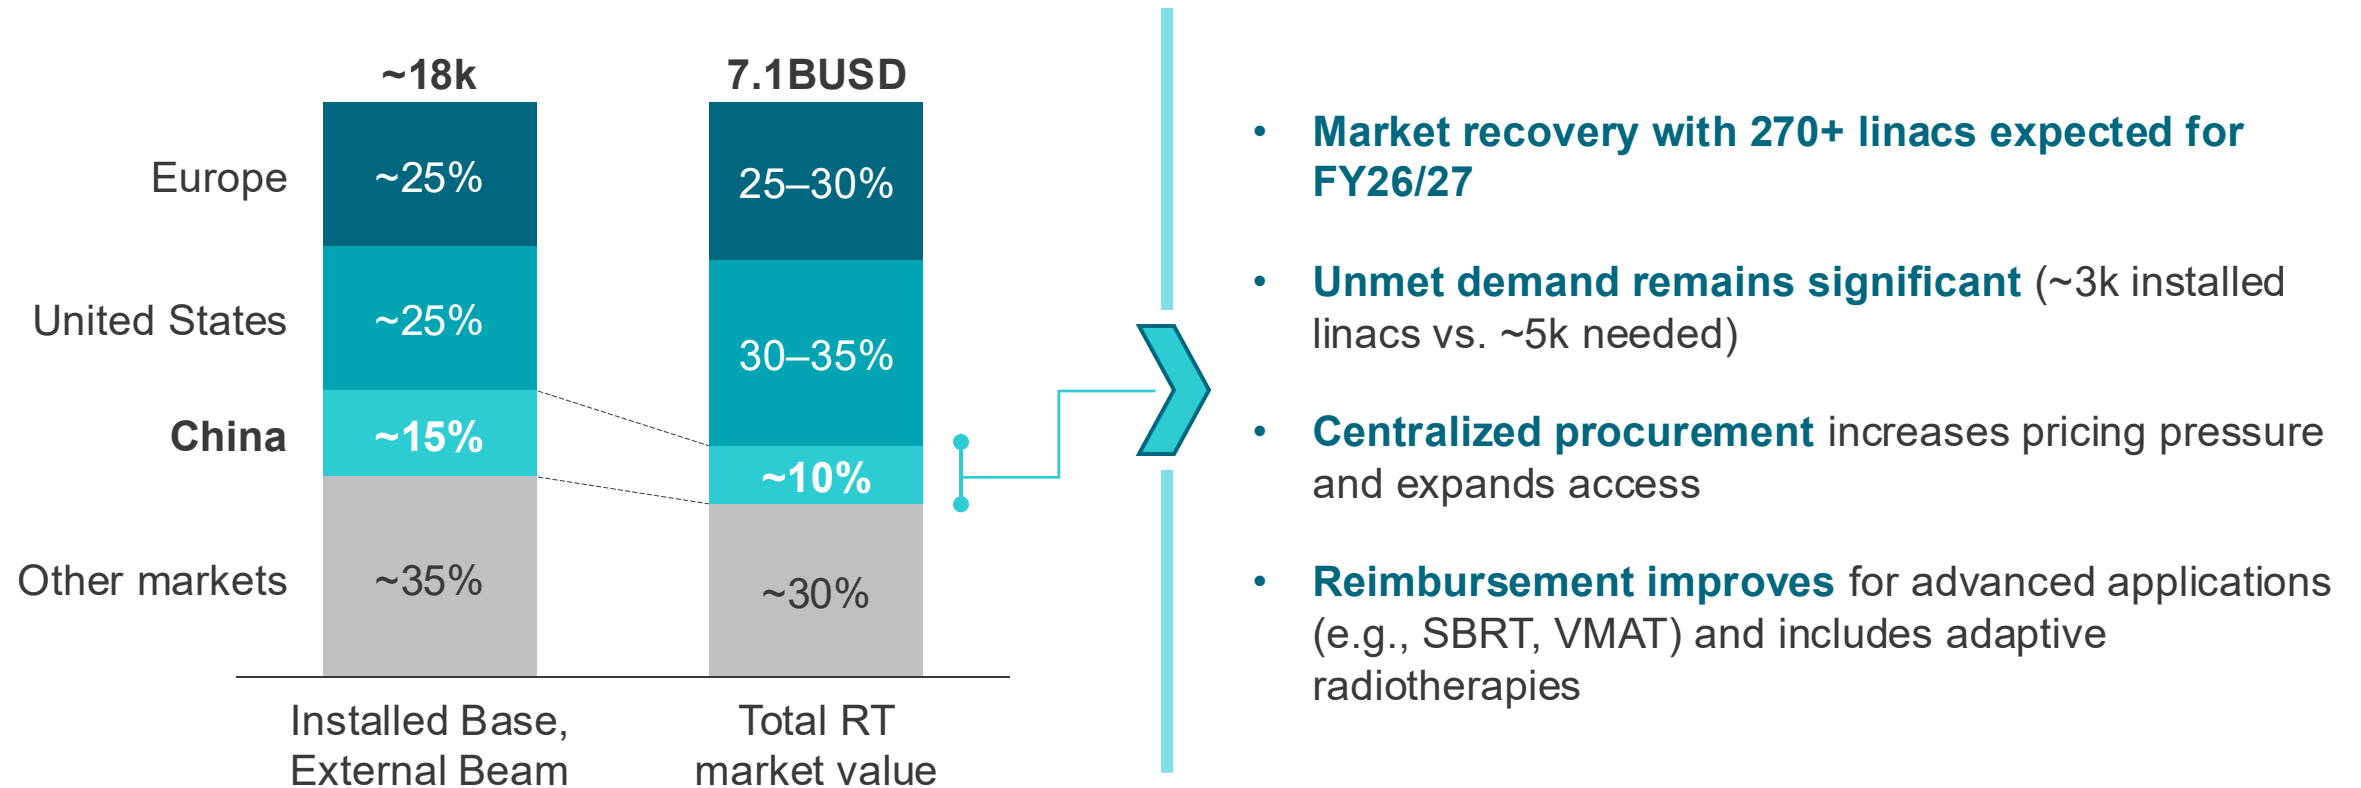 ~18k
7.1BUSD
Europe
~25%
25–30%
United States
~25%
30–35%
China
~15%
~10%
Other markets
~35%
~30%
Installed Base,
External Beam
Total RT
market value
• Market recovery with 270+ linacs expected for
FY26/27
• Unmet demand remains significant (~3k installed
linacs vs. ~5k needed)
• Centralized procurement increases pricing pressure
and expands access
• Reimbursement improves for advanced applications
(e.g., SBRT, VMAT) and includes adaptive
radiotherapies